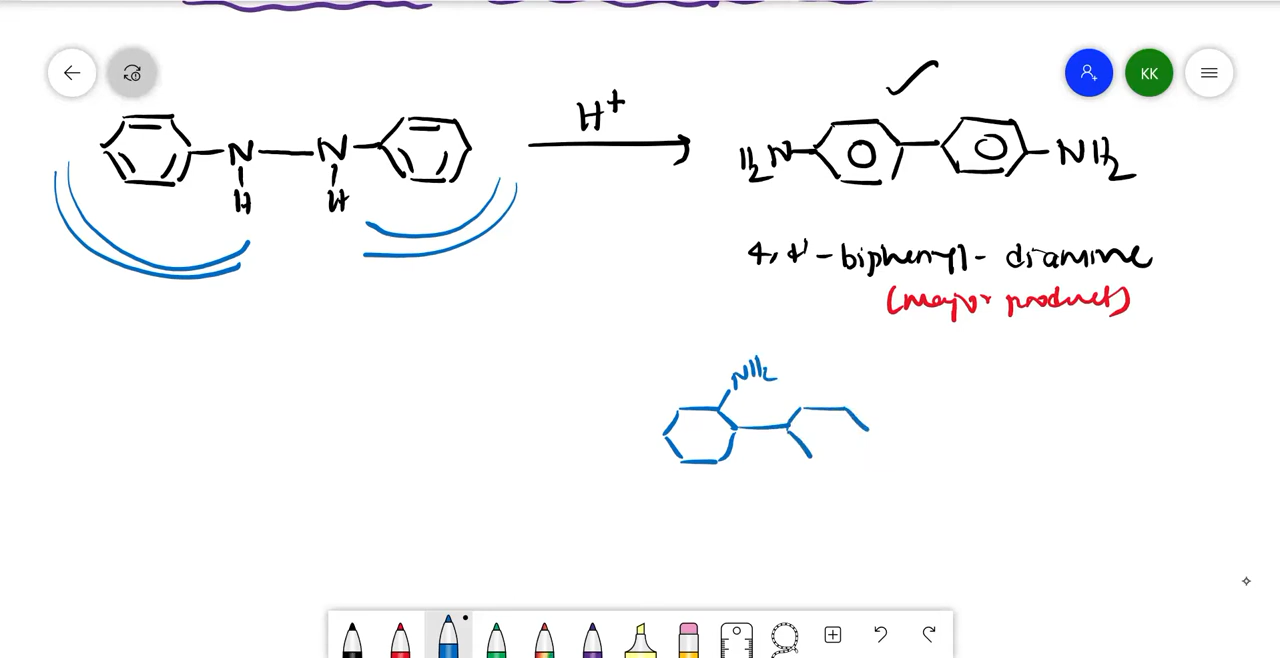 KK
H+
N N
H H
H2N NH2
4,4'-biphenyl-diamine
(major product)
NH2